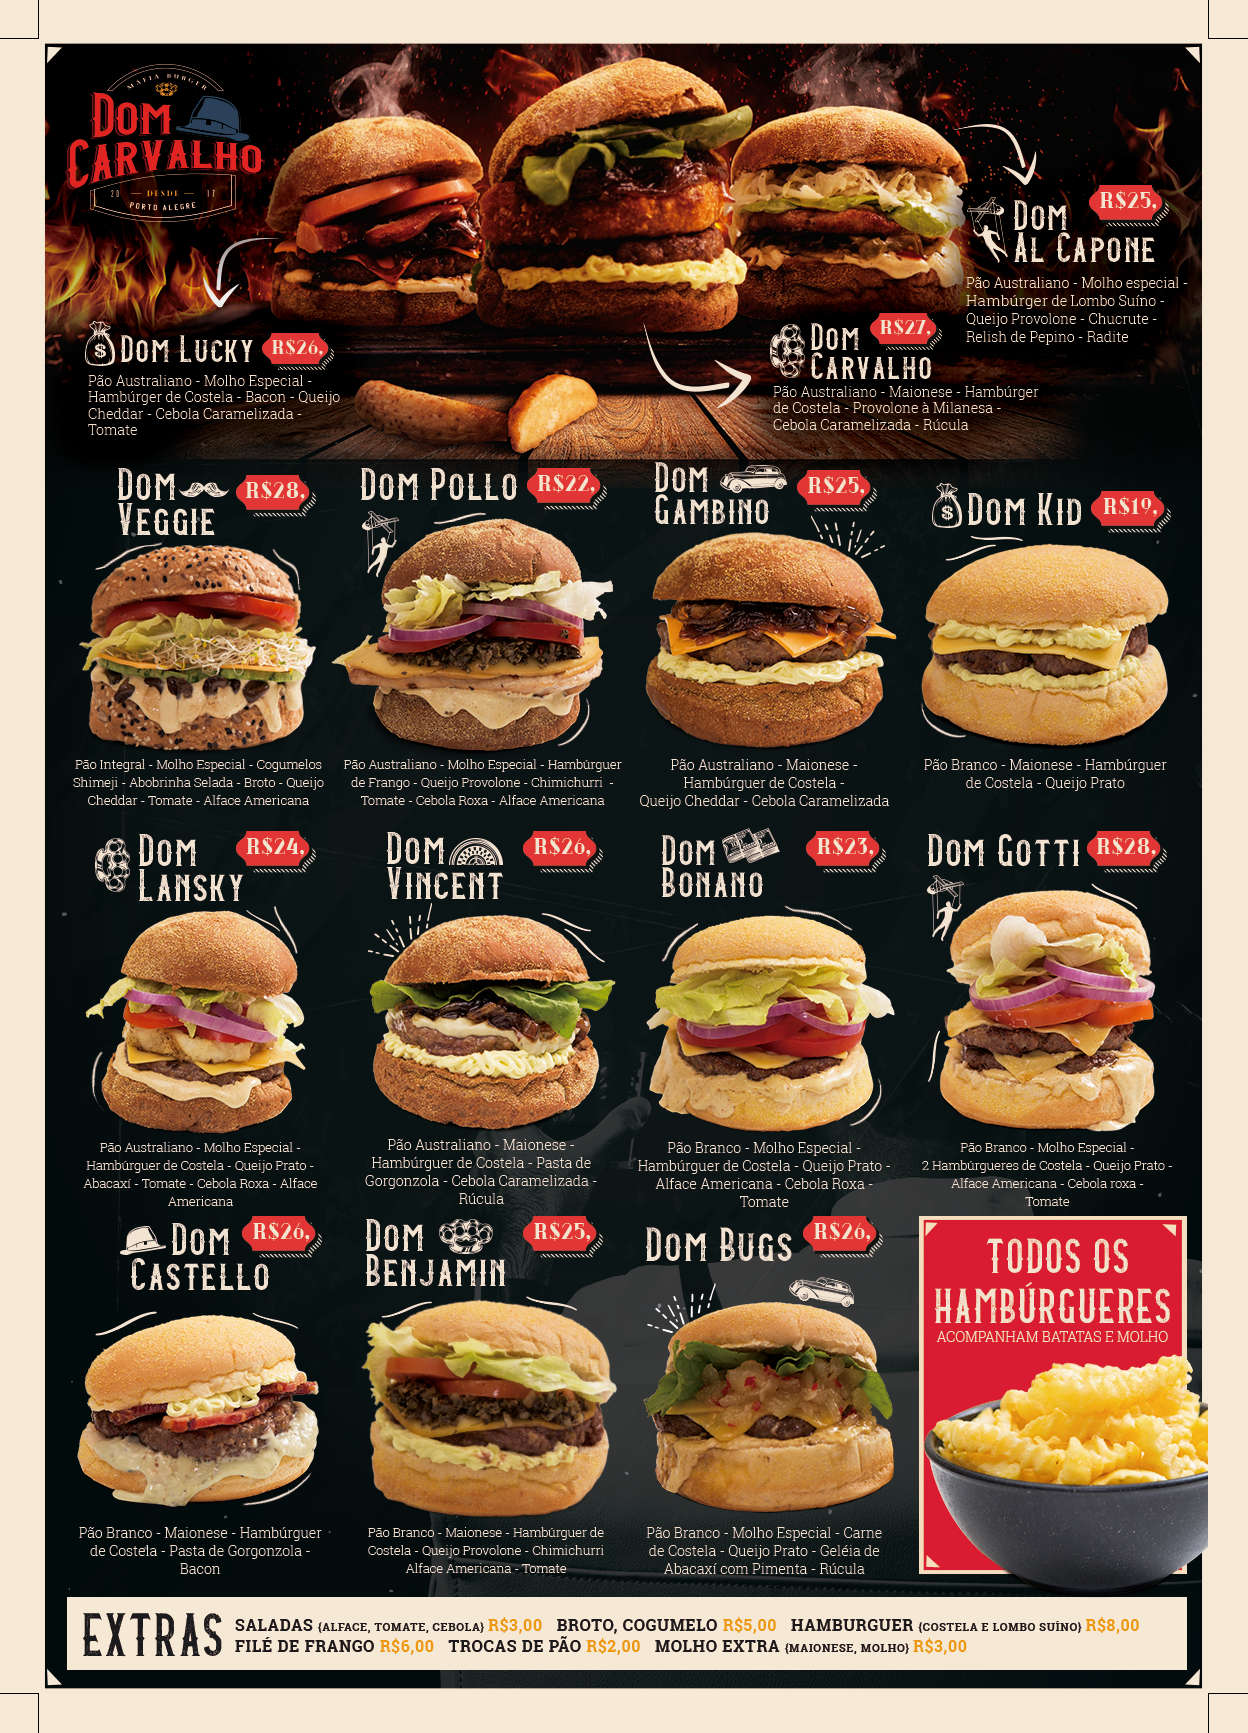 MAFIA BURGER
DOM
CARVALHO
20 — DESDE — 17
PORTO ALEGRE
R$25,
DOM
AL CAPONE
Pão Australiano - Molho especial -
Hambúrger de Lombo Suíno -
Queijo Provolone - Chucrute -
Relish de Pepino - Radite
DOM LUCKY R$26,
Pão Australiano - Molho Especial -
Hambúrger de Costela - Bacon - Queijo
Cheddar - Cebola Caramelizada -
Tomate
DOM R$27,
CARVALHO
Pão Australiano - Maionese - Hambúrger
de Costela - Provolone à Milanesa -
Cebola Caramelizada - Rúcula
DOM R$28,
VEGGIE
Pão Integral - Molho Especial - Cogumelos
Shimeji - Abobrinha Selada - Broto - Queijo
Cheddar - Tomate - Alface Americana
DOM POLLO R$22,
Pão Australiano - Molho Especial - Hambúrguer
de Frango - Queijo Provolone - Chimichurri -
Tomate - Cebola Roxa - Alface Americana
DOM R$25,
GAMBINO
Pão Australiano - Maionese -
Hambúrguer de Costela -
Queijo Cheddar - Cebola Caramelizada
$ DOM KID R$19,
Pão Branco - Maionese - Hambúrguer
de Costela - Queijo Prato
DOM R$24,
LANSKY
Pão Australiano - Molho Especial -
Hambúrguer de Costela - Queijo Prato -
Abacaxí - Tomate - Cebola Roxa - Alface
Americana
DOM R$26,
VINCENT
Pão Australiano - Maionese -
Hambúrguer de Costela - Pasta de
Gorgonzola - Cebola Caramelizada -
Rúcula
DOM R$23,
BONANO
Pão Branco - Molho Especial -
Hambúrguer de Costela - Queijo Prato -
Alface Americana - Cebola Roxa -
Tomate
DOM GOTTI R$28,
Pão Branco - Molho Especial -
2 Hambúrgueres de Costela - Queijo Prato -
Alface Americana - Cebola roxa -
Tomate
DOM R$26,
CASTELLO
Pão Branco - Maionese - Hambúrguer
de Costela - Pasta de Gorgonzola -
Bacon
DOM R$25,
BENJAMIN
Pão Branco - Maionese - Hambúrguer de
Costela - Queijo Provolone - Chimichurri
Alface Americana - Tomate
DOM BUGS R$26,
Pão Branco - Molho Especial - Carne
de Costela - Queijo Prato - Geléia de
Abacaxí com Pimenta - Rúcula
TODOS OS
HAMBÚRGUERES
ACOMPANHAM BATATAS E MOLHO
EXTRAS
SALADAS {ALFACE, TOMATE, CEBOLA} R$3,00 BROTO, COGUMELO R$5,00 HAMBURGUER {COSTELA E LOMBO SUÍNO} R$8,00
FILÉ DE FRANGO R$6,00 TROCAS DE PÃO R$2,00 MOLHO EXTRA {MAIONESE, MOLHO} R$3,00